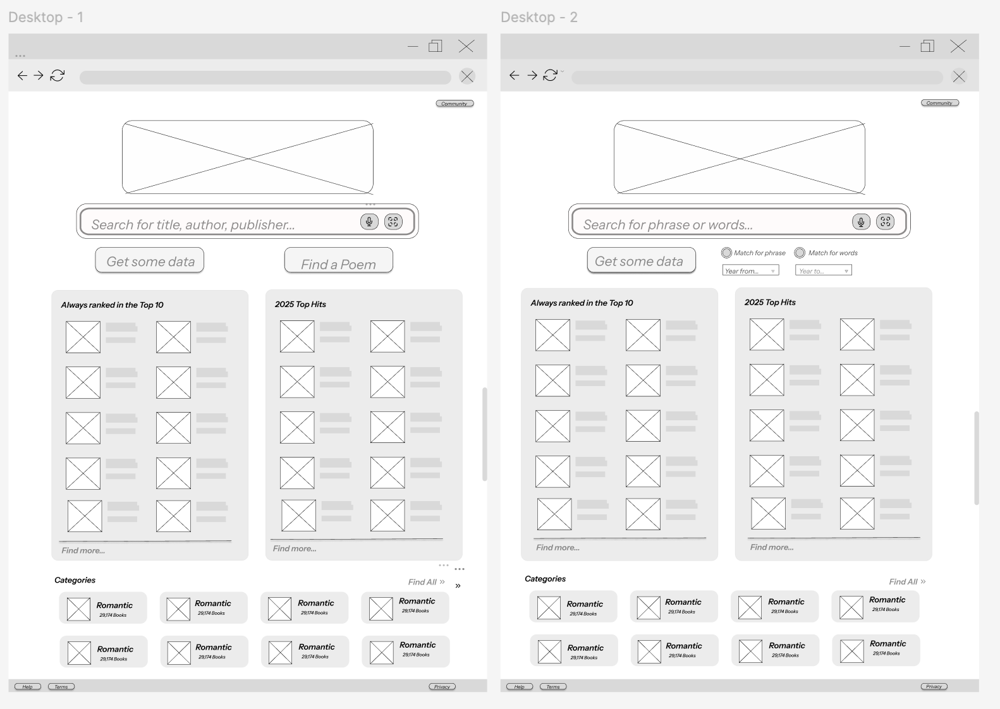 Desktop - 1
Community
Search for title, author, publisher...
Get some data
Find a Poem
Always ranked in the Top 10
Find more...
2025 Top Hits
Find more...
Categories
Find All »
»
Romantic
29,174 Books
Romantic
29,174 Books
Romantic
29,174 Books
Romantic
29,174 Books
Romantic
29,174 Books
Romantic
29,174 Books
Romantic
29,174 Books
Romantic
29,174 Books
Help
Terms
Privacy
Desktop - 2
Community
Search for phrase or words...
Get some data
Match for phrase
Match for words
Year from...
Year to...
Always ranked in the Top 10
Find more...
2025 Top Hits
Find more...
Categories
Find All »
Romantic
29,174 Books
Romantic
29,174 Books
Romantic
29,174 Books
Romantic
29,174 Books
Romantic
29,174 Books
Romantic
29,174 Books
Romantic
29,174 Books
Romantic
29,174 Books
Help
Terms
Privacy